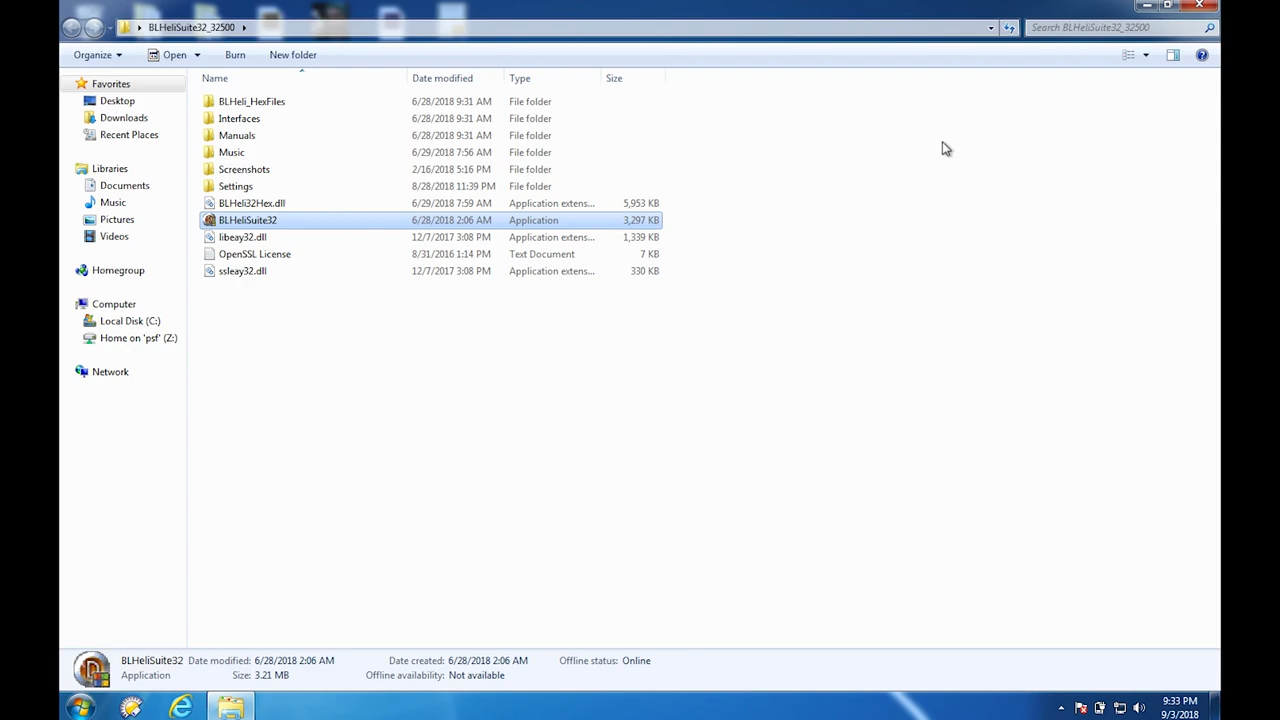 BLHeliSuite32_32500
Search BLHeliSuite32_32500
Organize Open Burn New folder
Name Date modified Type Size
Favorites
Desktop
Downloads
Recent Places
Libraries
Documents
Music
Pictures
Videos
Homegroup
Computer
Local Disk (C:)
Home on 'psf' (Z:)
Network
BLHeli_HexFiles 6/28/2018 9:31 AM File folder
Interfaces 6/28/2018 9:31 AM File folder
Manuals 6/28/2018 9:31 AM File folder
Music 6/29/2018 7:56 AM File folder
Screenshots 2/16/2018 5:16 PM File folder
Settings 8/28/2018 11:39 PM File folder
BLHeli32Hex.dll 6/29/2018 7:59 AM Application extens... 5,953 KB
BLHeliSuite32 6/28/2018 2:06 AM Application 3,297 KB
libeay32.dll 12/7/2017 3:08 PM Application extens... 1,339 KB
OpenSSL License 8/31/2016 1:14 PM Text Document 7 KB
ssleay32.dll 12/7/2017 3:08 PM Application extens... 330 KB
BLHeliSuite32 Date modified: 6/28/2018 2:06 AM Date created: 6/28/2018 2:06 AM Offline status: Online
Application Size: 3.21 MB Offline availability: Not available
9:33 PM
9/3/2018